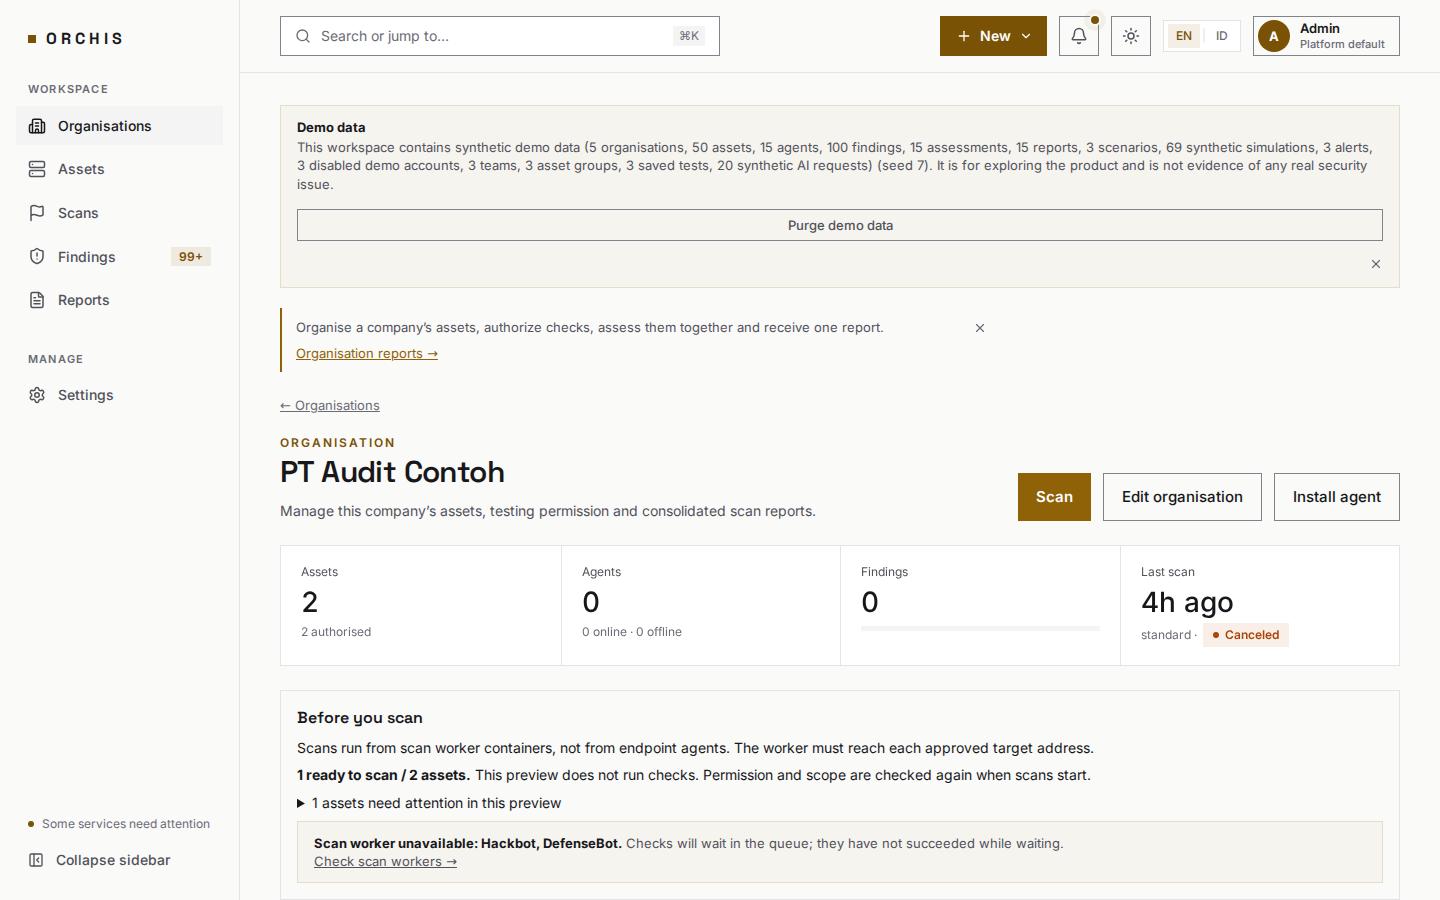 ORCHIS
Search or jump to...
⌘K
New
EN
ID
A
Admin
Platform default
WORKSPACE
Organisations
Assets
Scans
Findings
99+
Reports
MANAGE
Settings
Some services need attention
Collapse sidebar
Demo data
This workspace contains synthetic demo data (5 organisations, 50 assets, 15 agents, 100 findings, 15 assessments, 15 reports, 3 scenarios, 69 synthetic simulations, 3 alerts,
3 disabled demo accounts, 3 teams, 3 asset groups, 3 saved tests, 20 synthetic AI requests) (seed 7). It is for exploring the product and is not evidence of any real security
issue.
Purge demo data
Organise a company’s assets, authorize checks, assess them together and receive one report.
Organisation reports →
← Organisations
ORGANISATION
PT Audit Contoh
Manage this company’s assets, testing permission and consolidated scan reports.
Scan
Edit organisation
Install agent
Assets
2
2 authorised
Agents
0
0 online · 0 offline
Findings
0
Last scan
4h ago
standard · Canceled
Before you scan
Scans run from scan worker containers, not from endpoint agents. The worker must reach each approved target address.
1 ready to scan / 2 assets. This preview does not run checks. Permission and scope are checked again when scans start.
1 assets need attention in this preview
Scan worker unavailable: Hackbot, DefenseBot. Checks will wait in the queue; they have not succeeded while waiting.
Check scan workers →